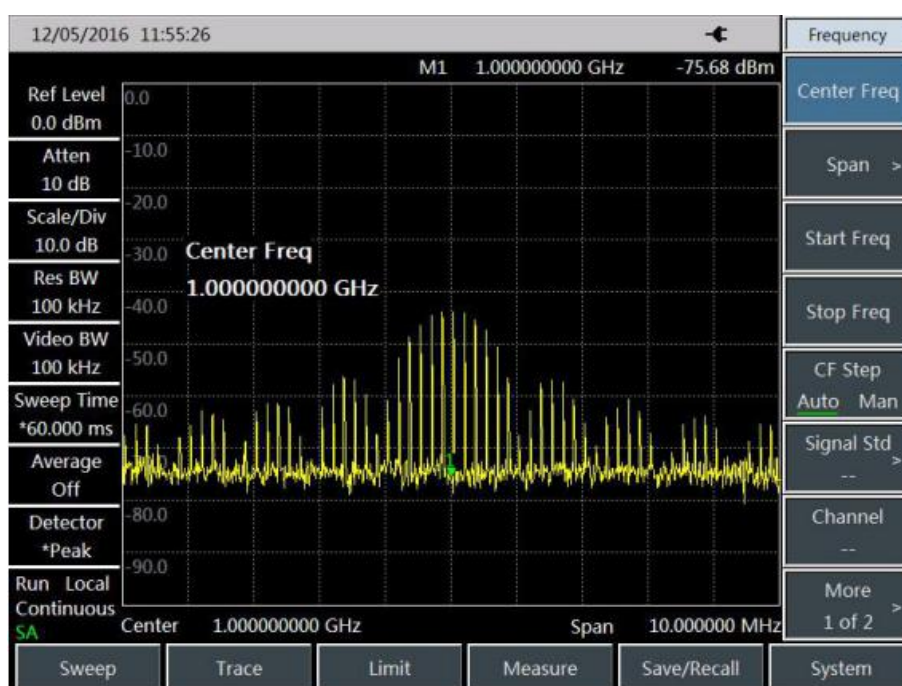 12/05/2016 11:55:26
Frequency
M1 1.000000000 GHz -75.68 dBm
Ref Level
0.0 dBm
Atten
10 dB
Scale/Div
10.0 dB
Res BW
100 kHz
Video BW
100 kHz
Sweep Time
*60.000 ms
Average
Off
Detector
*Peak
Run Local
Continuous
SA
0.0
-10.0
-20.0
-30.0
-40.0
-50.0
-60.0
-80.0
-90.0
Center Freq
1.000000000 GHz
1
Center 1.000000000 GHz Span 10.000000 MHz
Center Freq
Span >
Start Freq
Stop Freq
CF Step
Auto Man
Signal Std >
--
Channel
--
More >
1 of 2
Sweep Trace Limit Measure Save/Recall System